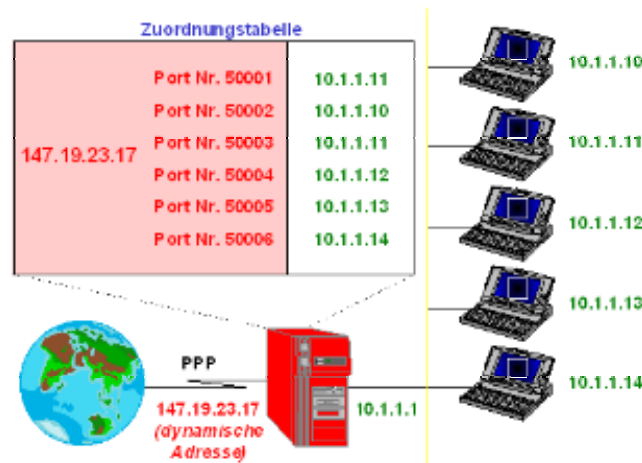 Zuordnungstabelle
147.19.23.17
Port Nr. 50001 10.1.1.11
Port Nr. 50002 10.1.1.10
Port Nr. 50003 10.1.1.11
Port Nr. 50004 10.1.1.12
Port Nr. 50005 10.1.1.13
Port Nr. 50006 10.1.1.14
10.1.1.10
10.1.1.11
10.1.1.12
10.1.1.13
10.1.1.14
PPP
147.19.23.17
(dynamische
Adresse)
10.1.1.1